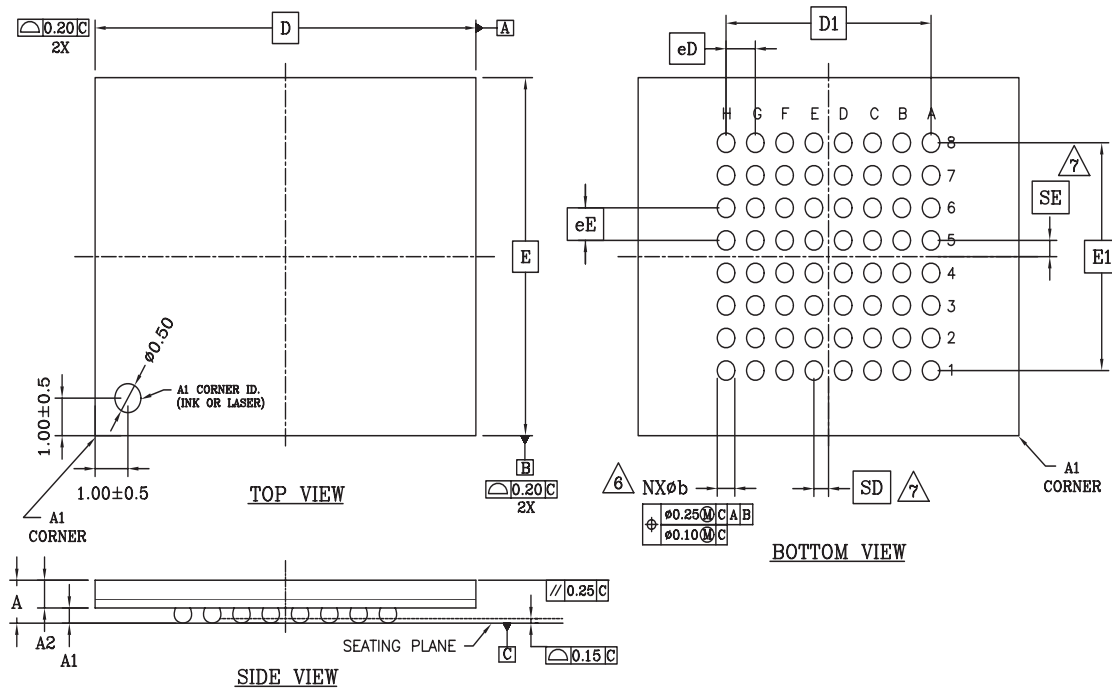 ⌓ 0.20 C
2X
D
A
E
ø0.50
A1 CORNER ID.
(INK OR LASER)
1.00±0.5
1.00±0.5
B
⌓ 0.20 C
2X
TOP VIEW
A1
CORNER
D1
eD
H G F E D C B A
8
7
6
5
4
3
2
1
7
SE
eE
E1
6 NXøb
⌖ ø0.25Ⓜ C A B
ø0.10Ⓜ C
SD 7
A1
CORNER
BOTTOM VIEW
A
A2
A1
// 0.25 C
SEATING PLANE
C
⌓ 0.15 C
SIDE VIEW